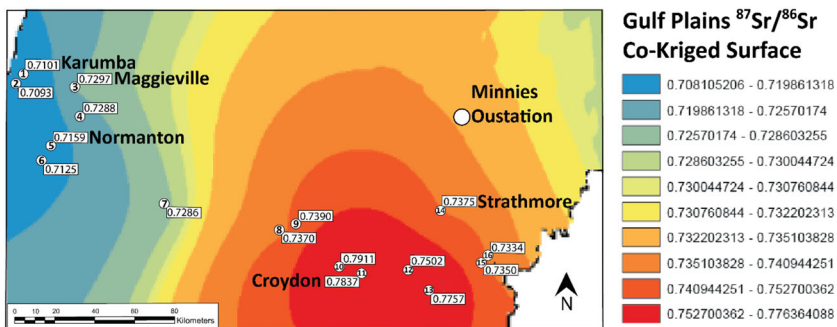 Gulf Plains ⁸⁷Sr/⁸⁶Sr
Co-Kriged Surface
0.708105206 - 0.719861318
0.719861318 - 0.72570174
0.72570174 - 0.728603255
0.728603255 - 0.730044724
0.730044724 - 0.730760844
0.730760844 - 0.732202313
0.732202313 - 0.735103828
0.735103828 - 0.740944251
0.740944251 - 0.752700362
0.752700362 - 0.776364088
0.7101 Karumba
1
2
0.7093
0.7297 Maggieville
3
0.7288
4
0.7159 Normanton
5
6
0.7125
7
0.7286
Minnies
Oustation
0.7375 Strathmore
14
0.7390
9
8
0.7370
0.7334
16
15
0.7350
0.7911
10
11
0.7837
Croydon
0.7502
12
13
0.7757
N
0 10 20 40 60 80
Kilometers